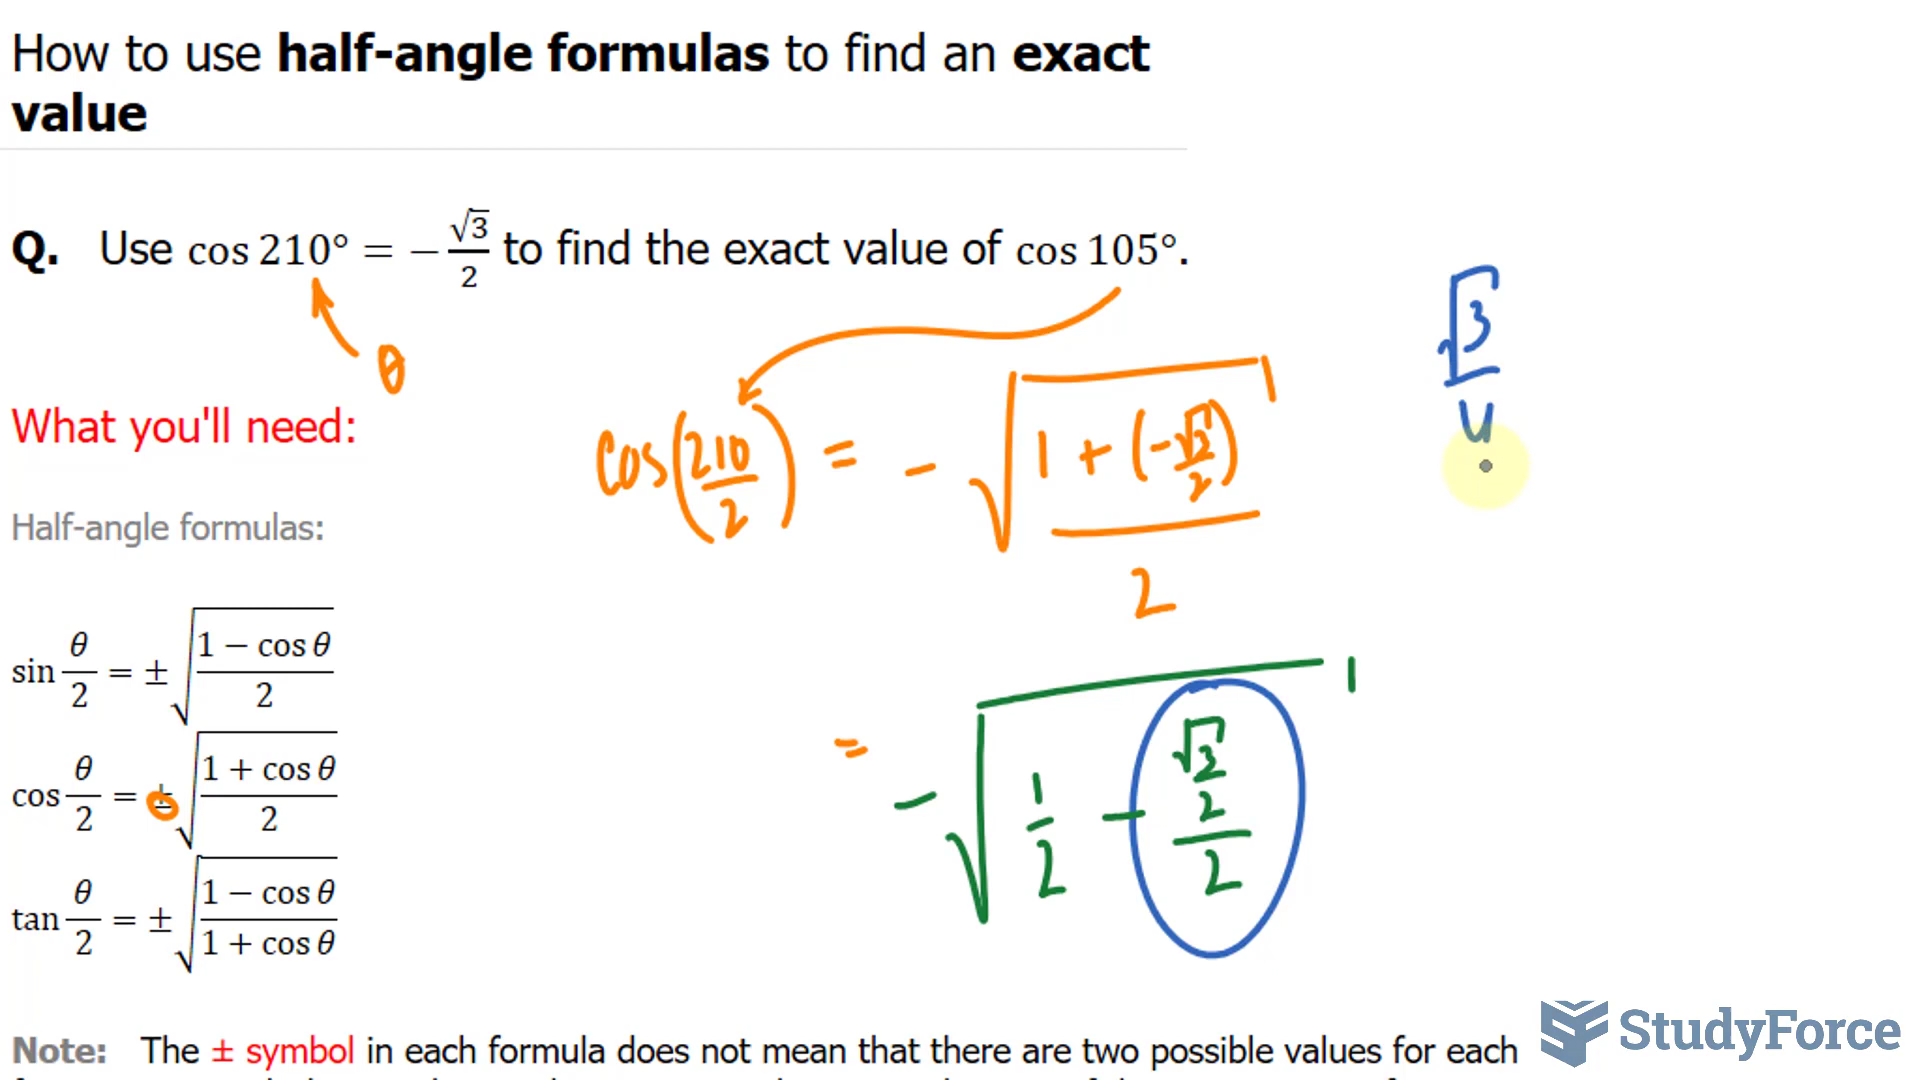 How to use half-angle formulas to find an exact
value
Q. Use cos 210° = −√3/2 to find the exact value of cos 105°.
θ
√3/4
What you'll need:
cos(210/2) = −√((1 + (−√3/2))/2)
Half-angle formulas:
sin θ/2 = ±√((1 − cos θ)/2)
= −√(1/2 − (√3/2)/2)
cos θ/2 = ±√((1 + cos θ)/2)
tan θ/2 = ±√((1 − cos θ)/(1 + cos θ))
StudyForce
Note: The ± symbol in each formula does not mean that there are two possible values for each